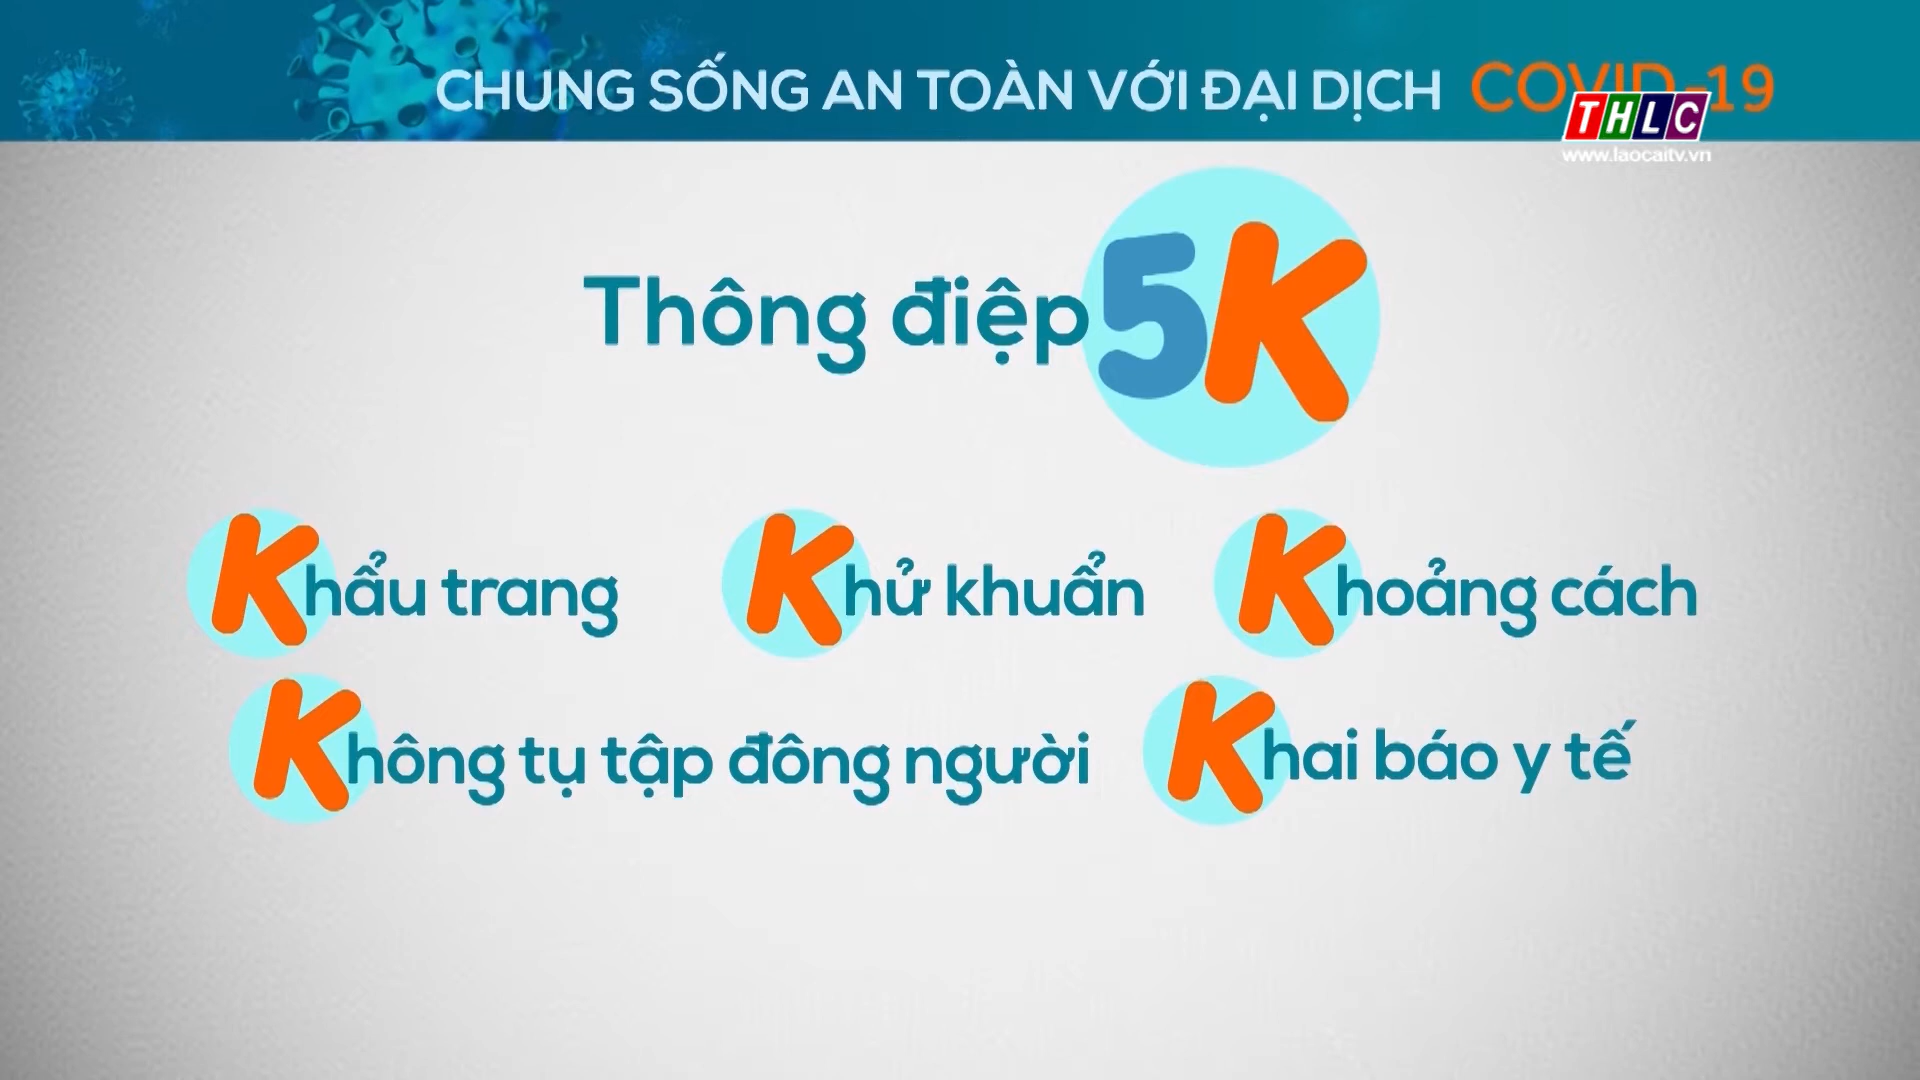 CHUNG SỐNG AN TOÀN VỚI ĐẠI DỊCH COVID-19
THLC
www.laocaitv.vn
Thông điệp 5K
Khẩu trang Khử khuẩn Khoảng cách
Không tụ tập đông người Khai báo y tế